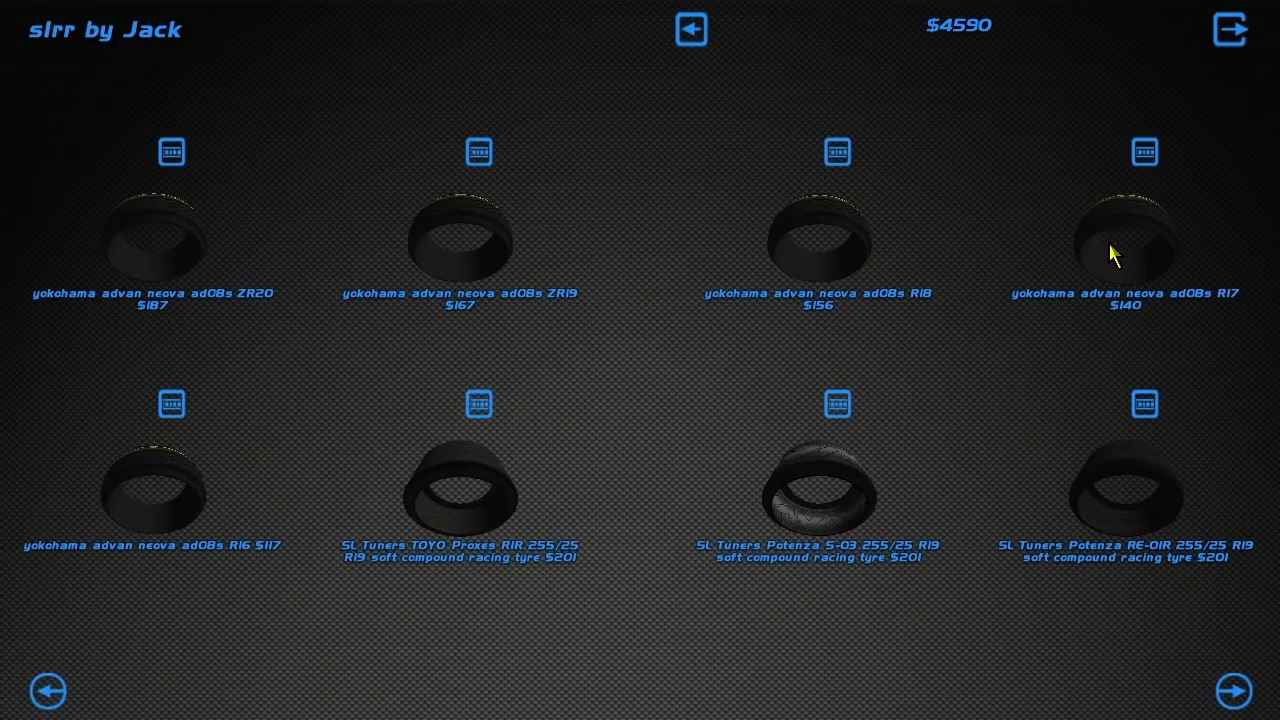 slrr by Jack
$4590
yokohama advan neova ad08s ZR20
$187
yokohama advan neova ad08s ZR19
$167
yokohama advan neova ad08s R18
$156
yokohama advan neova ad08s R17
$140
yokohama advan neova ad08s R16 $117
SL Tuners TOYO Proxes R1R 255/25
R19 soft compound racing tyre $201
SL Tuners Potenza S-03 255/25 R19
soft compound racing tyre $201
SL Tuners Potenza RE-01R 255/25 R19
soft compound racing tyre $201